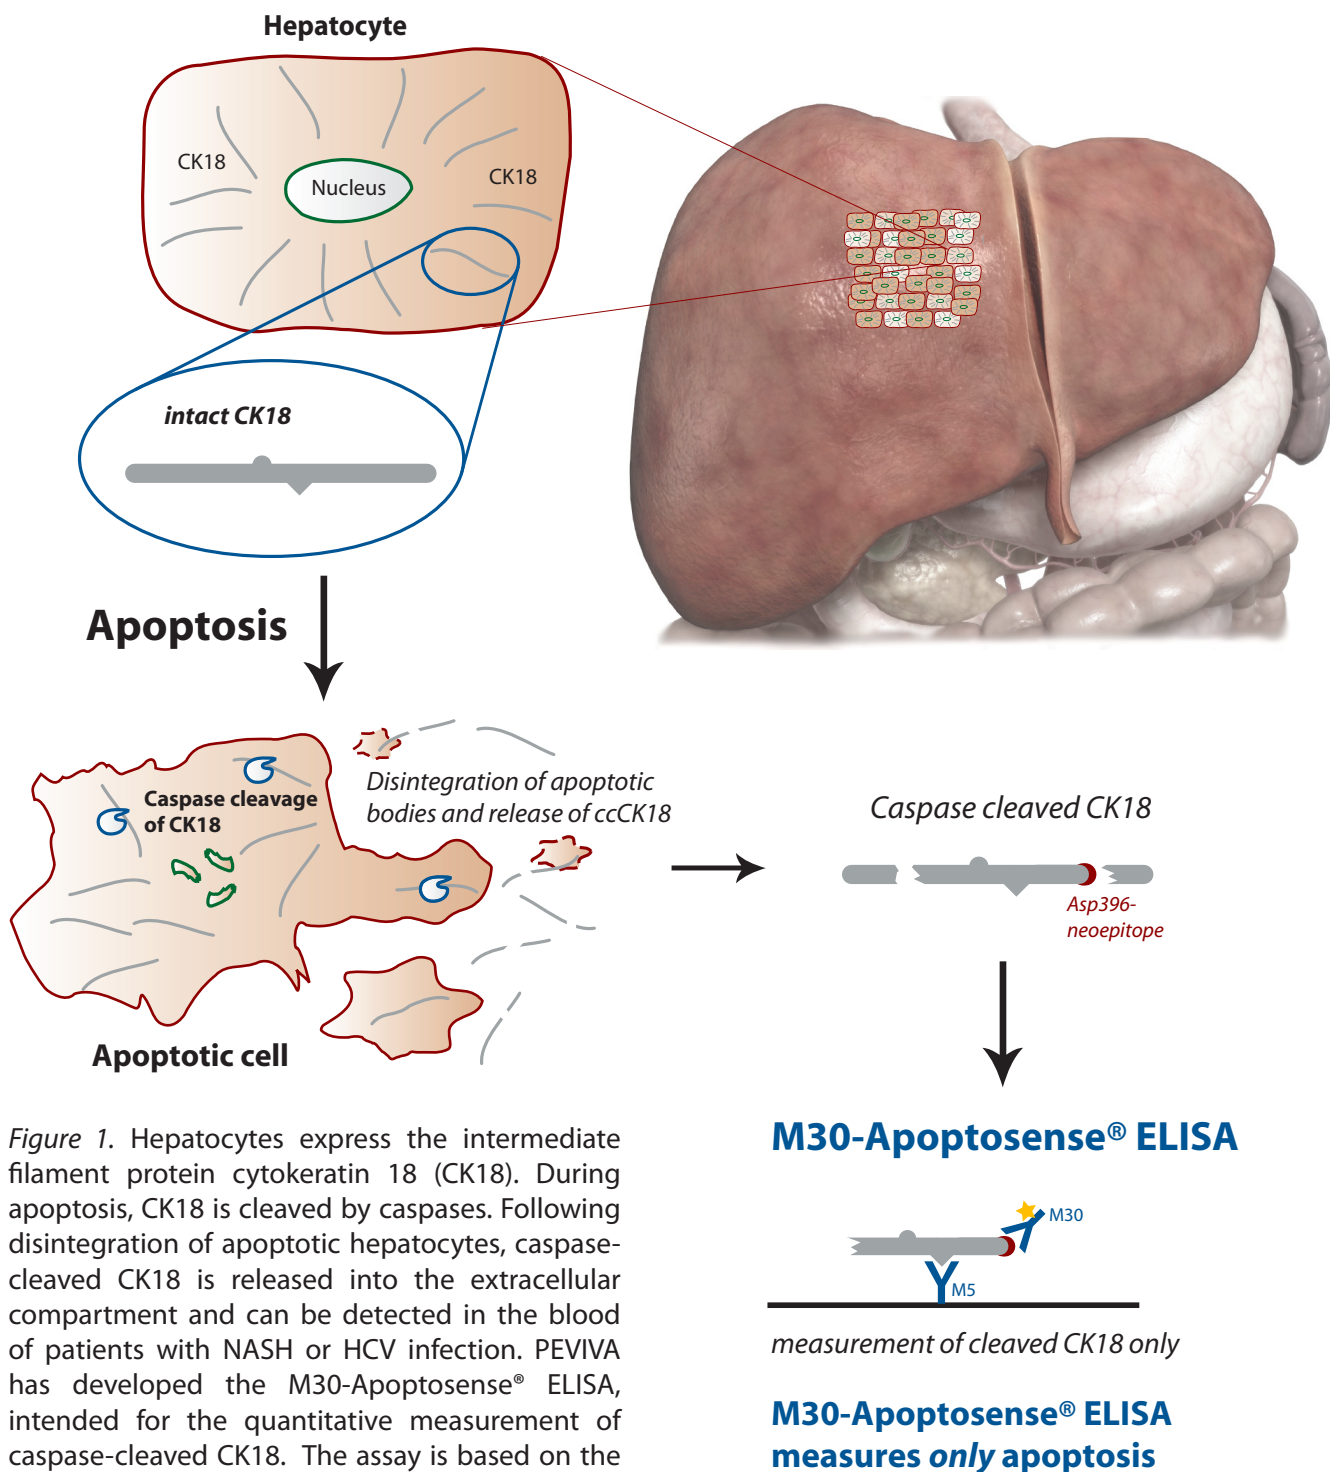 Hepatocyte
CK18
Nucleus
CK18
intact CK18
Apoptosis
Caspase cleavage
of CK18
Disintegration of apoptotic
bodies and release of ccCK18
Apoptotic cell
Caspase cleaved CK18
Asp396-
neoepitope
Figure 1. Hepatocytes express the intermediate
filament protein cytokeratin 18 (CK18). During
apoptosis, CK18 is cleaved by caspases. Following
disintegration of apoptotic hepatocytes, caspase-
cleaved CK18 is released into the extracellular
compartment and can be detected in the blood
of patients with NASH or HCV infection. PEVIVA
has developed the M30-Apoptosense® ELISA,
intended for the quantitative measurement of
caspase-cleaved CK18. The assay is based on the
M30-Apoptosense® ELISA
M30
M5
measurement of cleaved CK18 only
M30-Apoptosense® ELISA
measures only apoptosis